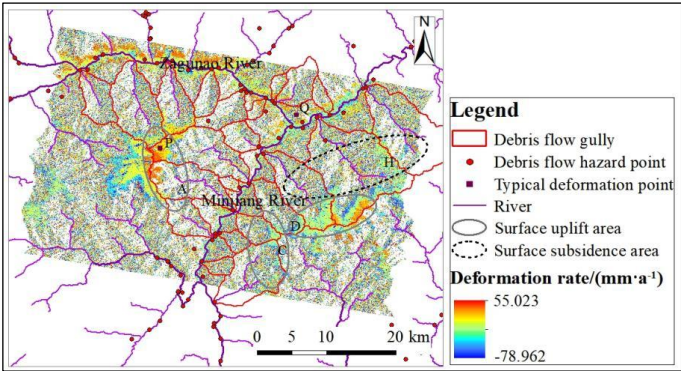 N
Zagunao River
Q
P
H
A
Minjiang River
D
C
0 5 10 20 km
Legend
Debris flow gully
Debris flow hazard point
Typical deformation point
River
Surface uplift area
Surface subsidence area
Deformation rate/(mm·a⁻¹)
55.023
-78.962